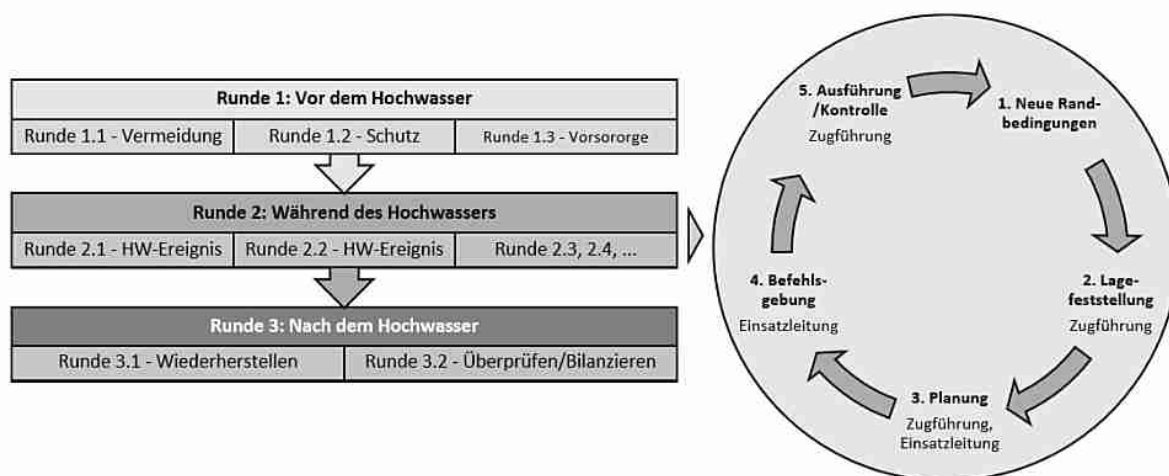 Runde 1: Vor dem Hochwasser
Runde 1.1 - Vermeidung
Runde 1.2 - Schutz
Runde 1.3 - Vorsororge
Runde 2: Während des Hochwassers
Runde 2.1 - HW-Ereignis
Runde 2.2 - HW-Ereignis
Runde 2.3, 2.4, ...
Runde 3: Nach dem Hochwasser
Runde 3.1 - Wiederherstellen
Runde 3.2 - Überprüfen/Bilanzieren
1. Neue Rand-
bedingungen
2. Lage-
feststellung
Zugführung
3. Planung
Zugführung,
Einsatzleitung
4. Befehls-
gebung
Einsatzleitung
5. Ausführung
/Kontrolle
Zugführung